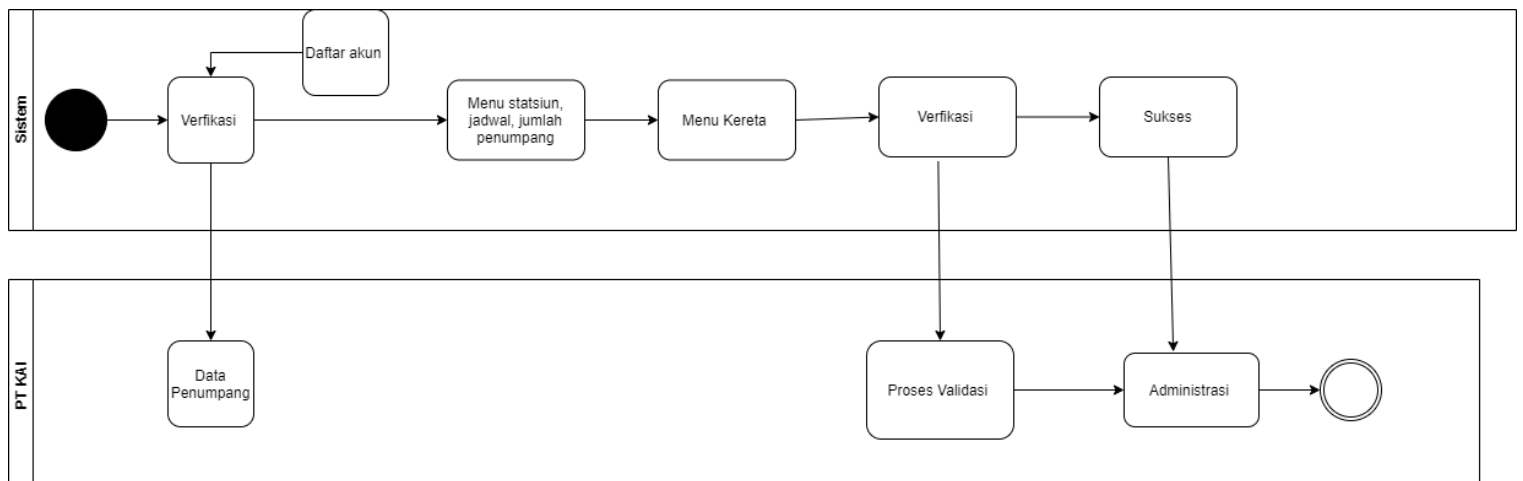 Sistem
Daftar akun
Verfikasi
Menu statsiun,
jadwal, jumlah
penumpang
Menu Kereta
Verfikasi
Sukses
PT KAI
Data
Penumpang
Proses Validasi
Administrasi